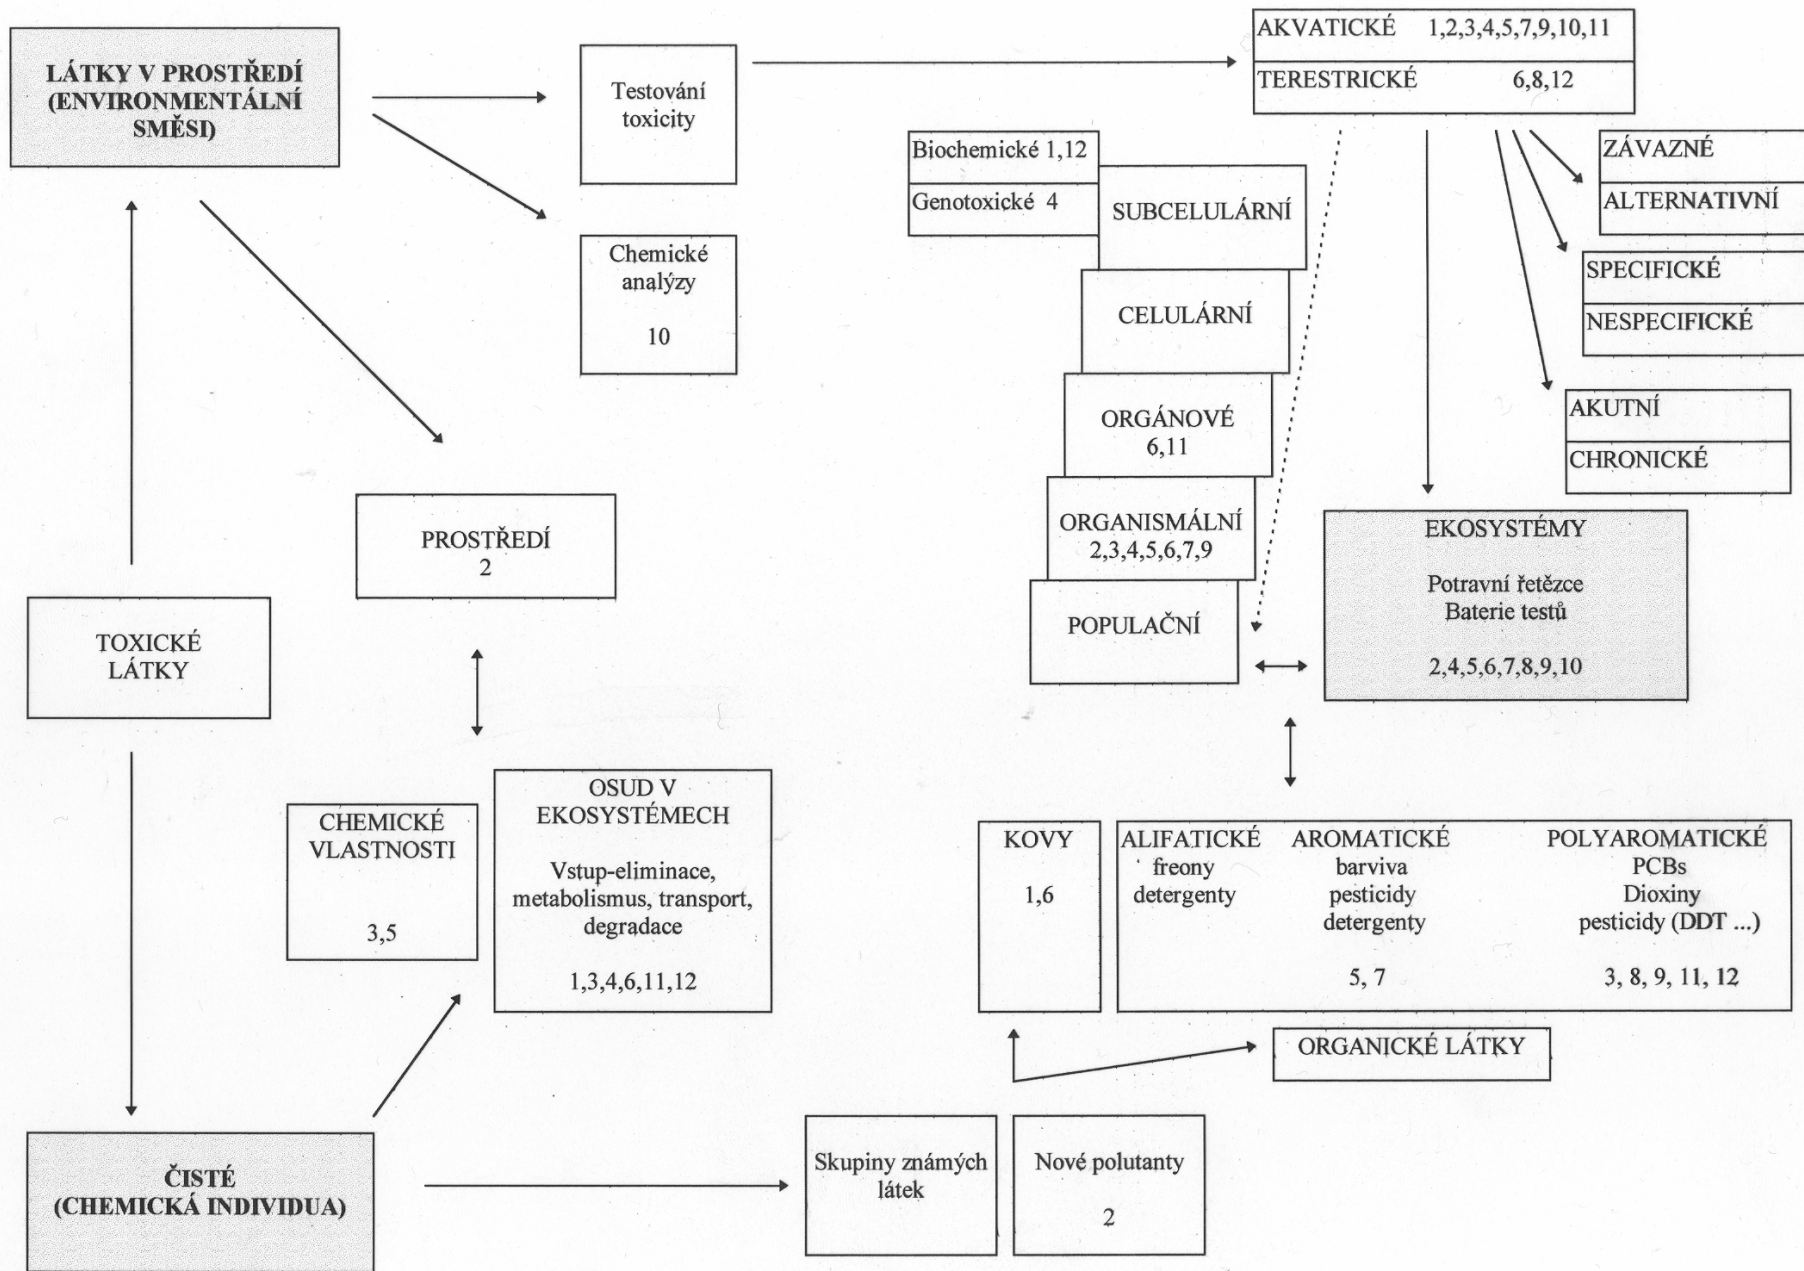 LÁTKY V PROSTŘEDÍ
(ENVIRONMENTÁLNÍ
SMĚSI)
Testování
toxicity
Chemické
analýzy
10
AKVATICKÉ 1,2,3,4,5,7,9,10,11
TERESTRICKÉ 6,8,12
Biochemické 1,12
Genotoxické 4
SUBCELULÁRNÍ
CELULÁRNÍ
ORGÁNOVÉ
6,11
ORGANISMÁLNÍ
2,3,4,5,6,7,9
POPULAČNÍ
ZÁVAZNÉ
ALTERNATIVNÍ
SPECIFICKÉ
NESPECIFICKÉ
AKUTNÍ
CHRONICKÉ
EKOSYSTÉMY
Potravní řetězce
Baterie testů
2,4,5,6,7,8,9,10
PROSTŘEDÍ
2
TOXICKÉ
LÁTKY
CHEMICKÉ
VLASTNOSTI
3,5
OSUD V
EKOSYSTÉMECH
Vstup-eliminace,
metabolismus, transport,
degradace
1,3,4,6,11,12
KOVY
1,6
ALIFATICKÉ
freony
detergenty
AROMATICKÉ
barviva
pesticidy
detergenty
5, 7
POLYAROMATICKÉ
PCBs
Dioxiny
pesticidy (DDT ...)
3, 8, 9, 11, 12
ORGANICKÉ LÁTKY
ČISTÉ
(CHEMICKÁ INDIVIDUA)
Skupiny známých
látek
Nové polutanty
2